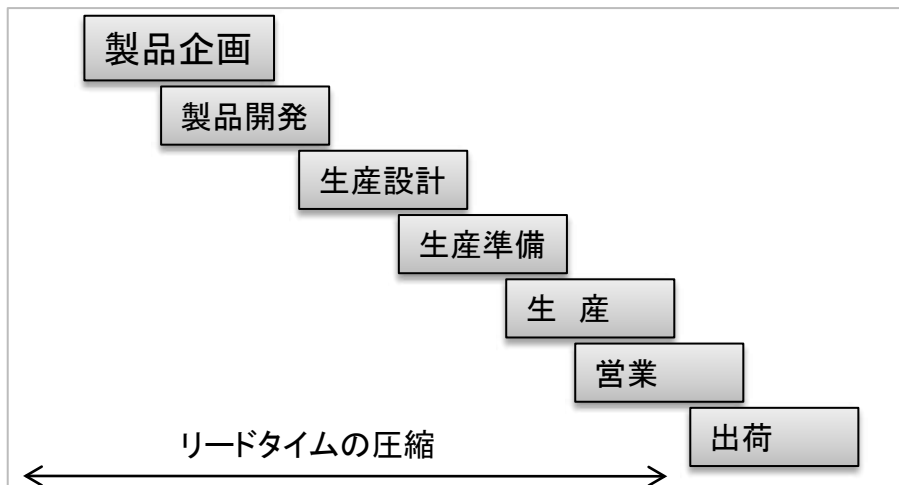 製品企画
製品開発
生産設計
生産準備
生 産
営業
出荷
リードタイムの圧縮